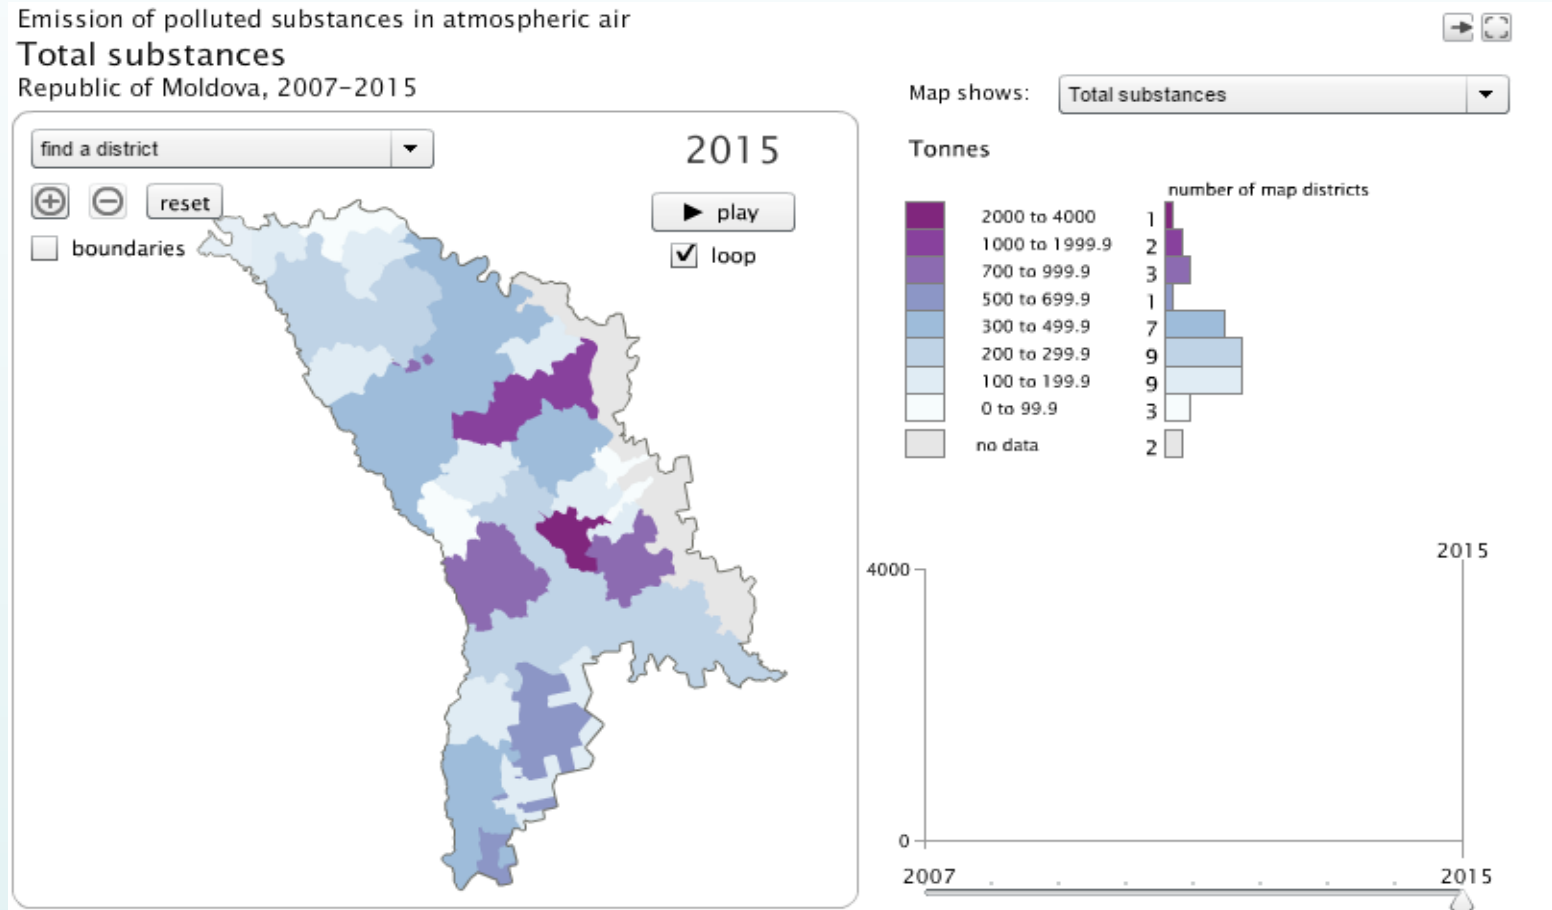 Emission of polluted substances in atmospheric air
Total substances
Republic of Moldova, 2007-2015
find a district
2015
reset
play
boundaries
loop
Map shows:
Total substances
Tonnes
number of map districts
2000 to 4000 1
1000 to 1999.9 2
700 to 999.9 3
500 to 699.9 1
300 to 499.9 7
200 to 299.9 9
100 to 199.9 9
0 to 99.9 3
no data 2
2015
4000
0
2007 2015